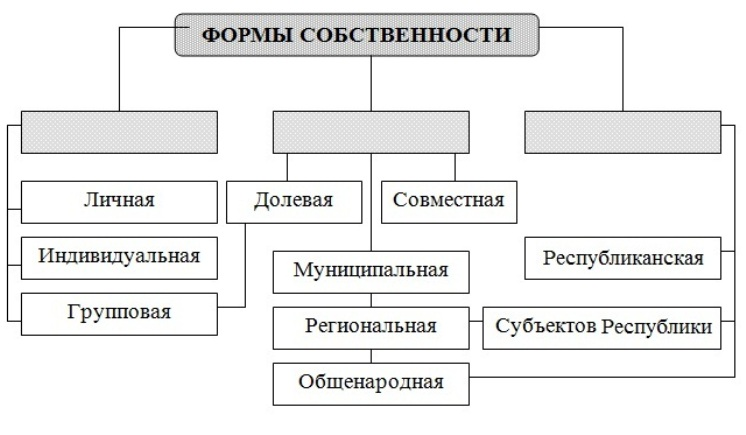 ФОРМЫ СОБСТВЕННОСТИ
Личная
Долевая
Совместная
Индивидуальная
Республиканская
Муниципальная
Групповая
Региональная
Субъектов Республики
Общенародная